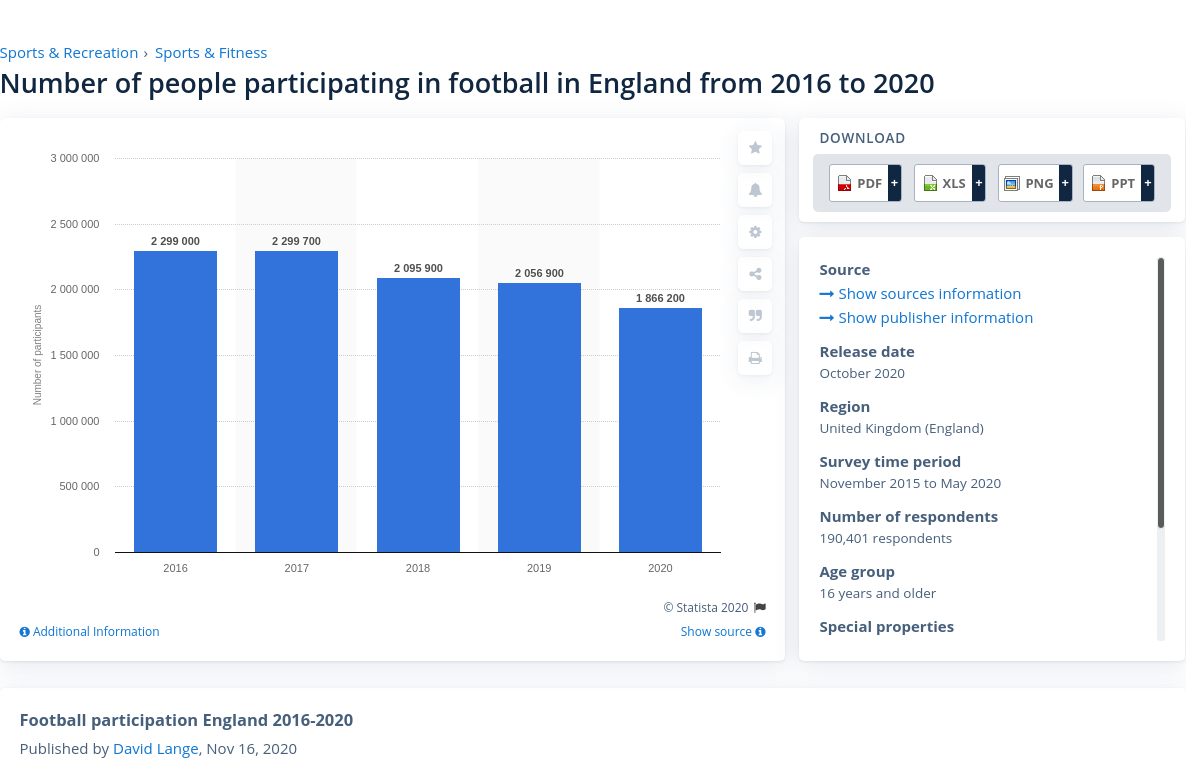 Sports & Recreation › Sports & Fitness
Number of people participating in football in England from 2016 to 2020
3 000 000
2 500 000
2 000 000
1 500 000
1 000 000
500 000
0
Number of participants
2 299 000
2 299 700
2 095 900
2 056 900
1 866 200
2016
2017
2018
2019
2020
© Statista 2020
Additional Information
Show source
DOWNLOAD
PDF +
XLS +
PNG +
PPT +
Source
Show sources information
Show publisher information
Release date
October 2020
Region
United Kingdom (England)
Survey time period
November 2015 to May 2020
Number of respondents
190,401 respondents
Age group
16 years and older
Special properties
Football participation England 2016-2020
Published by David Lange, Nov 16, 2020